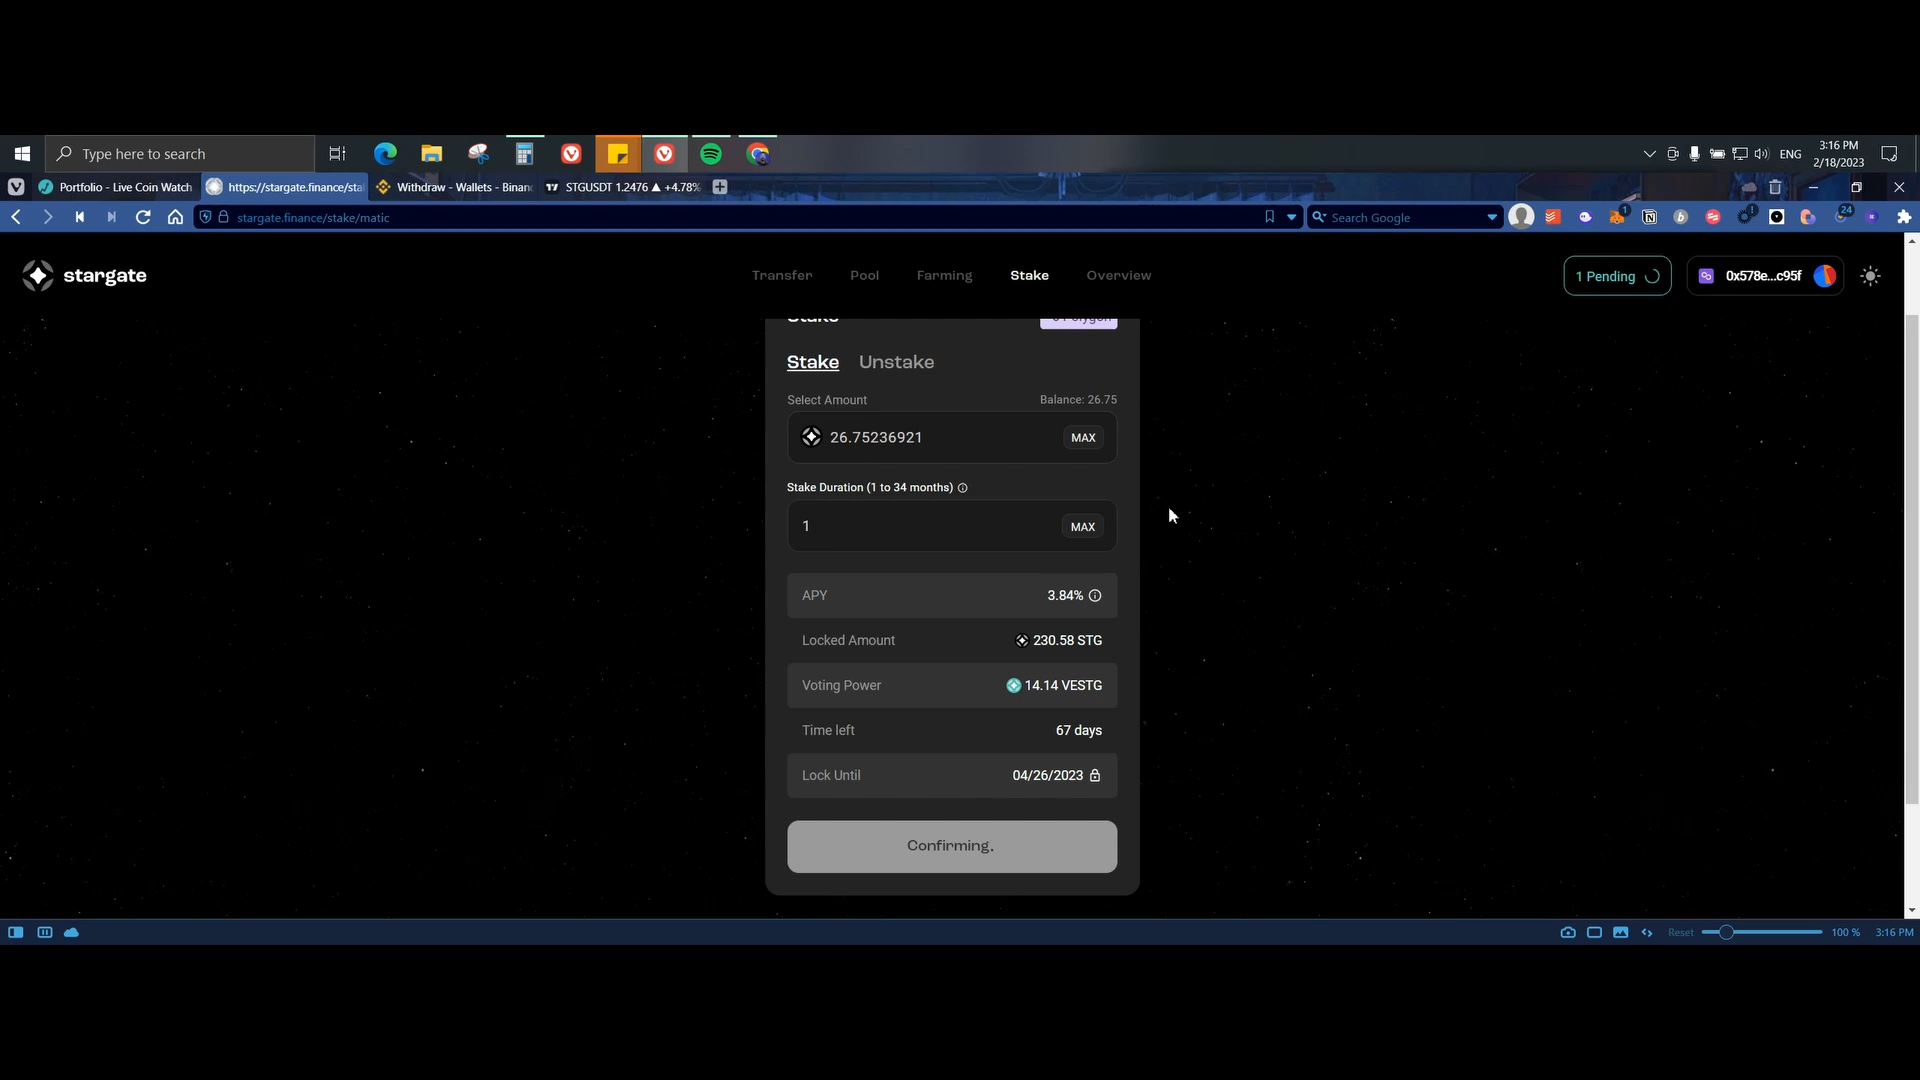 Type here to search
ENG
3:16 PM
2/18/2023
Portfolio - Live Coin Watch
https://stargate.finance/sta
Withdraw - Wallets - Binan
STGUSDT 1.2476 ▲ +4.78%
stargate.finance/stake/matic
Search Google
1
24
stargate
Transfer
Pool
Farming
Stake
Overview
1 Pending
0x578e...c95f
Stake
Polygon
Stake
Unstake
Select Amount
Balance: 26.75
26.75236921
MAX
Stake Duration (1 to 34 months)
1
MAX
APY
3.84%
Locked Amount
230.58 STG
Voting Power
14.14 VESTG
Time left
67 days
Lock Until
04/26/2023
Confirming.
Reset
100 %
3:16 PM